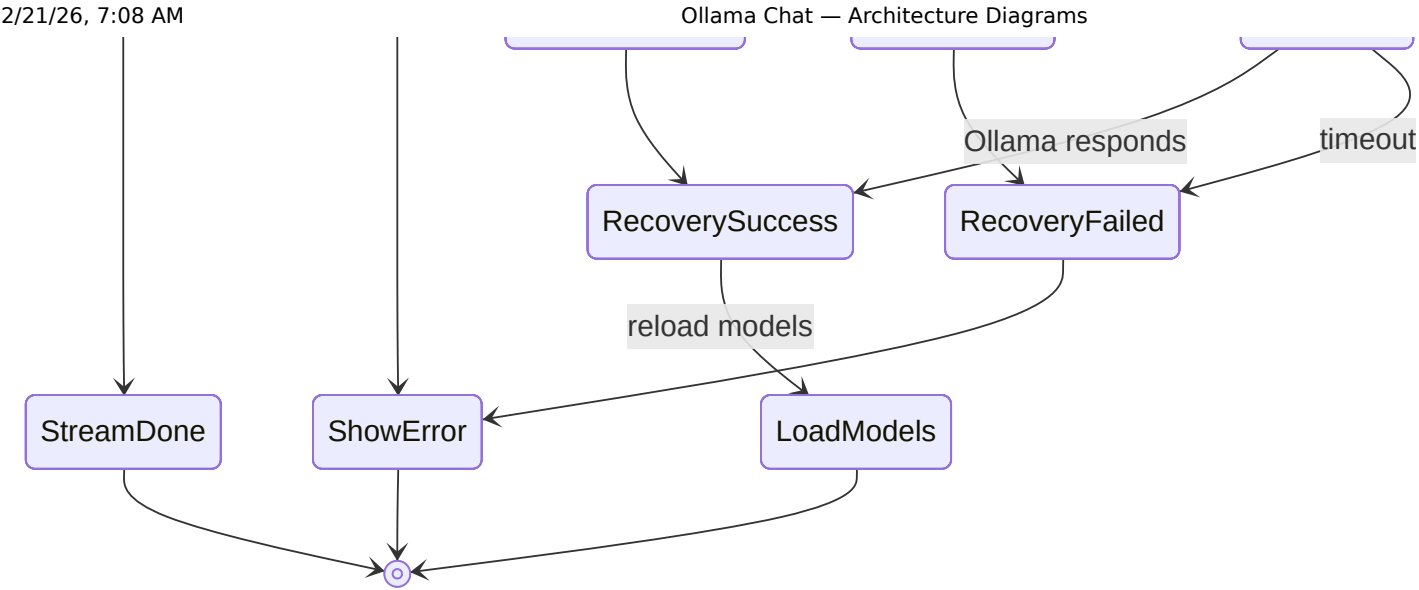 2/21/26, 7:08 AM
Ollama Chat — Architecture Diagrams
Ollama responds
timeout
RecoverySuccess
RecoveryFailed
reload models
StreamDone
ShowError
LoadModels